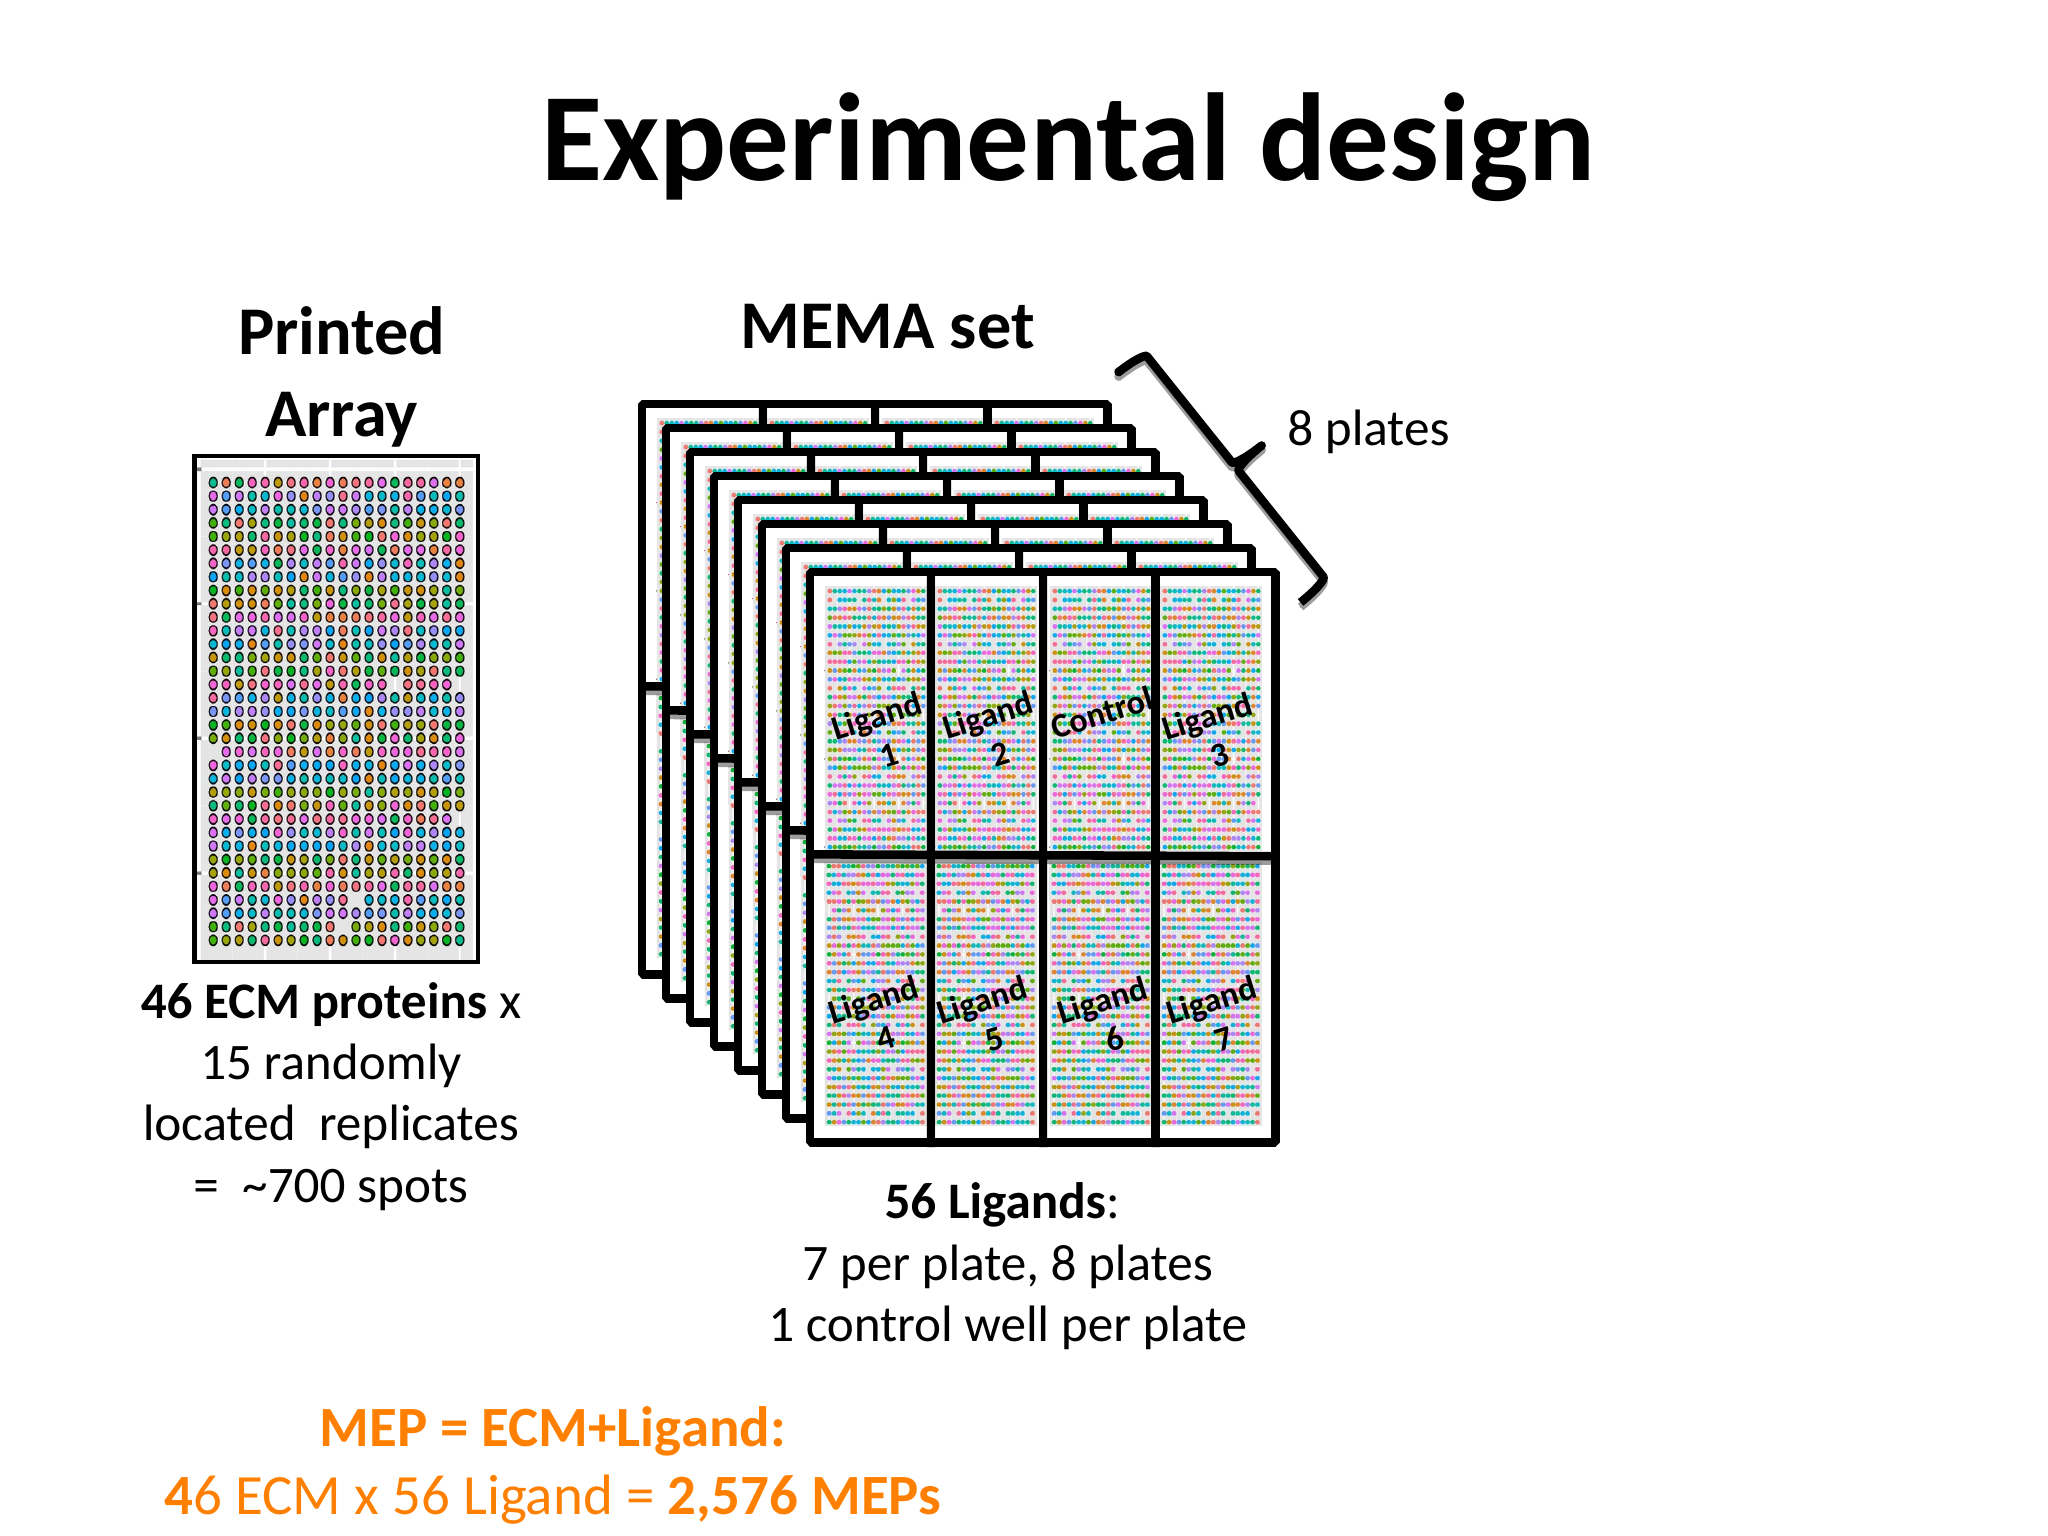 Experimental design
Printed
Array
46 ECM proteins x
15 randomly
located  replicates
=  ~700 spots
MEMA set
8 plates
Ligand
1
Ligand
2
Control
Ligand
3
Ligand
4
Ligand
5
Ligand
6
Ligand
7
56 Ligands:
7 per plate, 8 plates
1 control well per plate
MEP = ECM+Ligand:
46 ECM x 56 Ligand = 2,576 MEPs